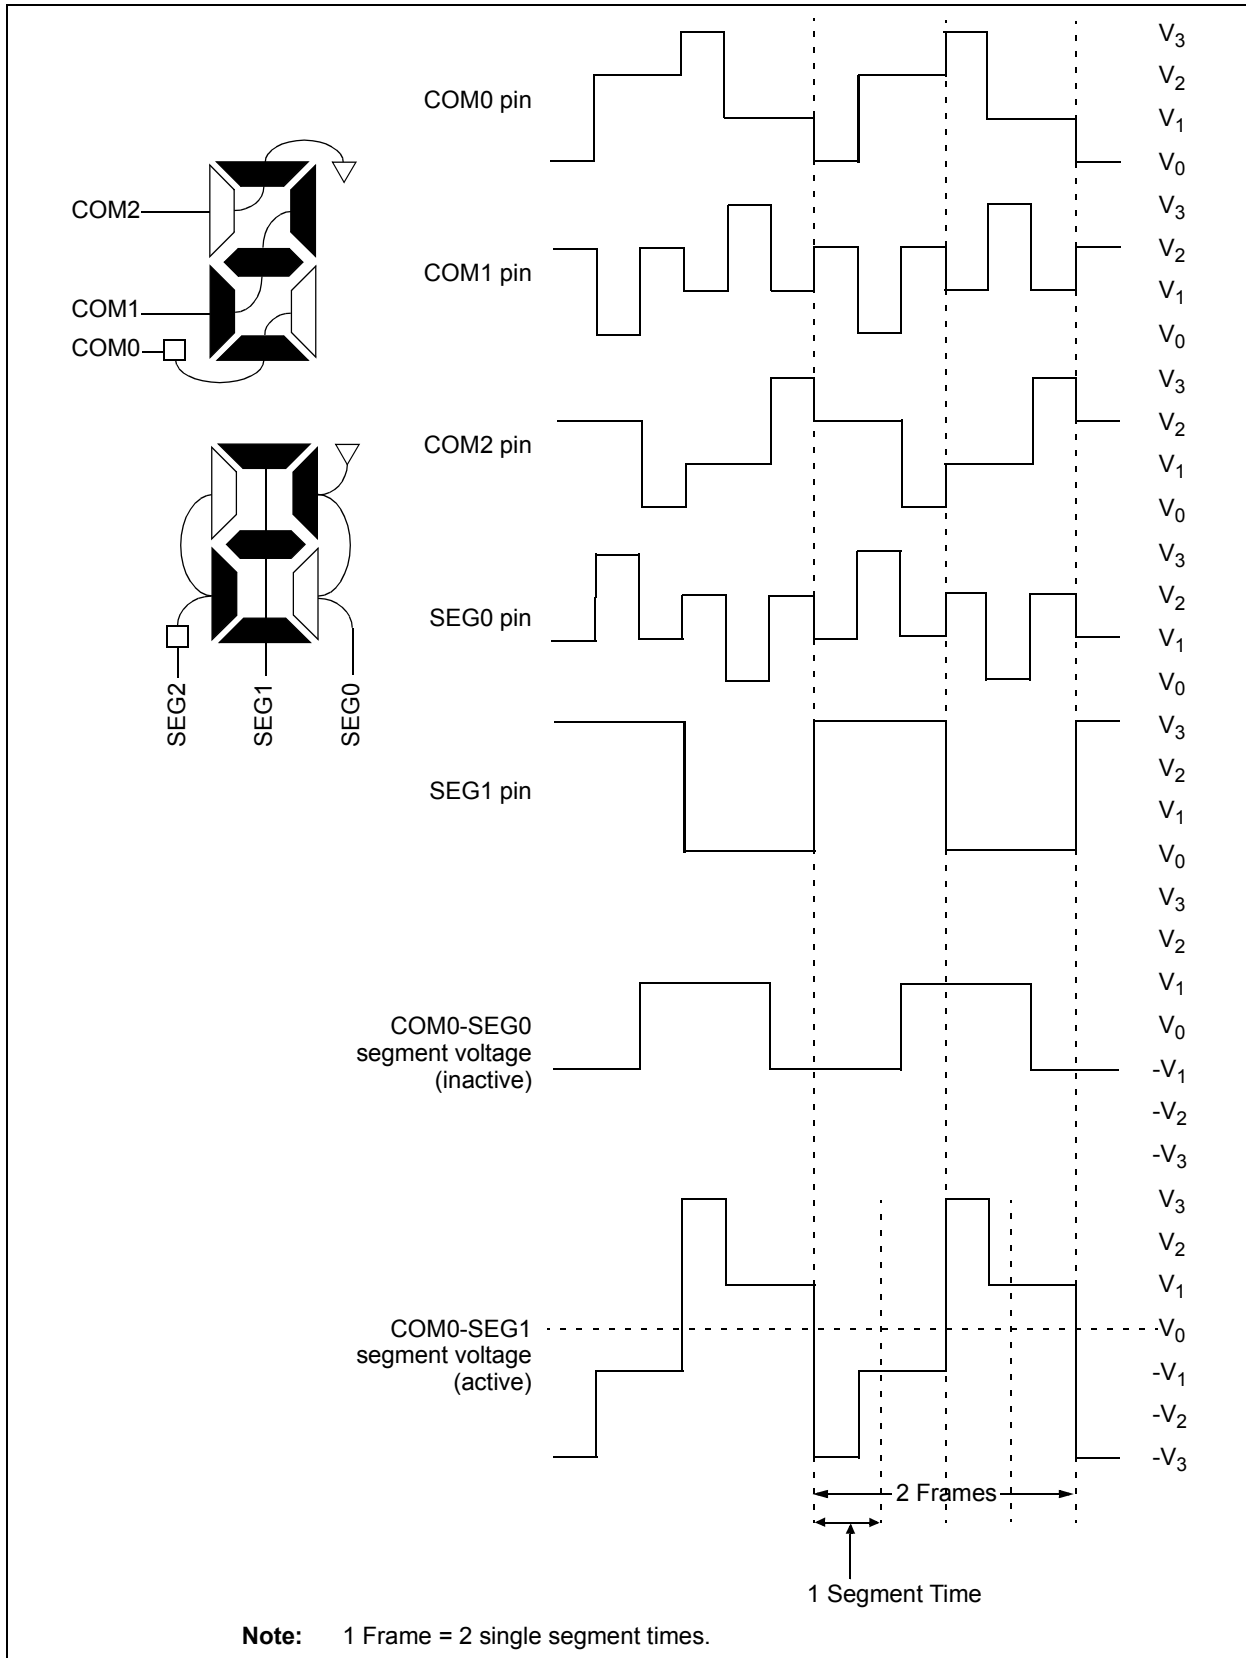 COM0 pin
V3
V2
V1
V0
COM2
COM1
COM0
COM1 pin
V3
V2
V1
V0
COM2 pin
V3
V2
V1
V0
SEG2
SEG1
SEG0
SEG0 pin
V3
V2
V1
V0
SEG1 pin
V3
V2
V1
V0
COM0-SEG0
segment voltage
(inactive)
V3
V2
V1
V0
-V1
-V2
-V3
COM0-SEG1
segment voltage
(active)
V3
V2
V1
V0
-V1
-V2
-V3
2 Frames
1 Segment Time
Note: 1 Frame = 2 single segment times.